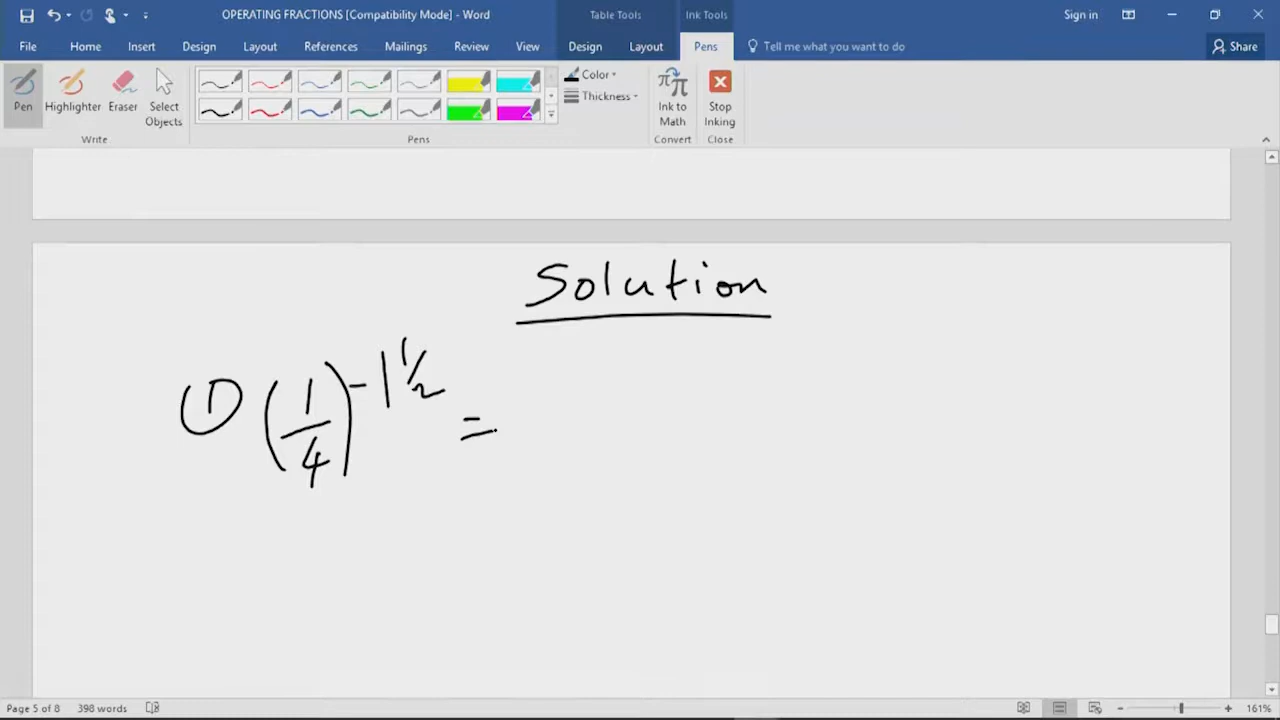 OPERATING FRACTIONS [Compatibility Mode] - Word
Table Tools
Ink Tools
Sign in
File Home Insert Design Layout References Mailings Review View Design Layout Pens Tell me what you want to do Share
Pen Highlighter Eraser Select Objects
Color
Thickness
Ink to Math
Stop Inking
Write Pens Convert Close
Solution
① (1/4)^-1 1/2 =
Page 5 of 8 398 words 161%